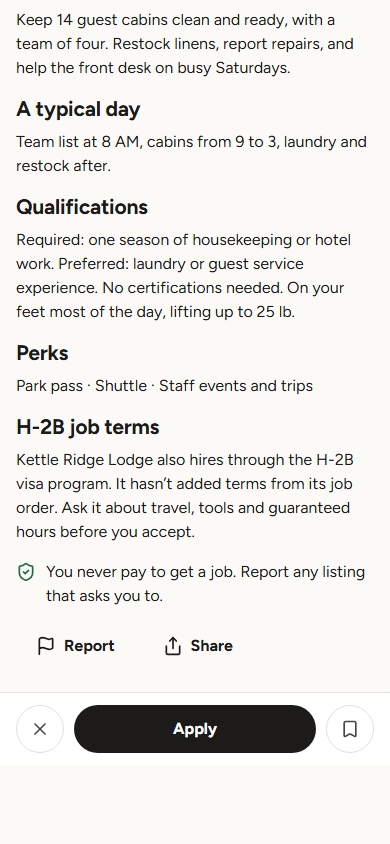 Keep 14 guest cabins clean and ready, with a
team of four. Restock linens, report repairs, and
help the front desk on busy Saturdays.
A typical day
Team list at 8 AM, cabins from 9 to 3, laundry and
restock after.
Qualifications
Required: one season of housekeeping or hotel
work. Preferred: laundry or guest service
experience. No certifications needed. On your
feet most of the day, lifting up to 25 lb.
Perks
Park pass · Shuttle · Staff events and trips
H-2B job terms
Kettle Ridge Lodge also hires through the H-2B
visa program. It hasn’t added terms from its job
order. Ask it about travel, tools and guaranteed
hours before you accept.
You never pay to get a job. Report any listing
that asks you to.
Report Share
Apply